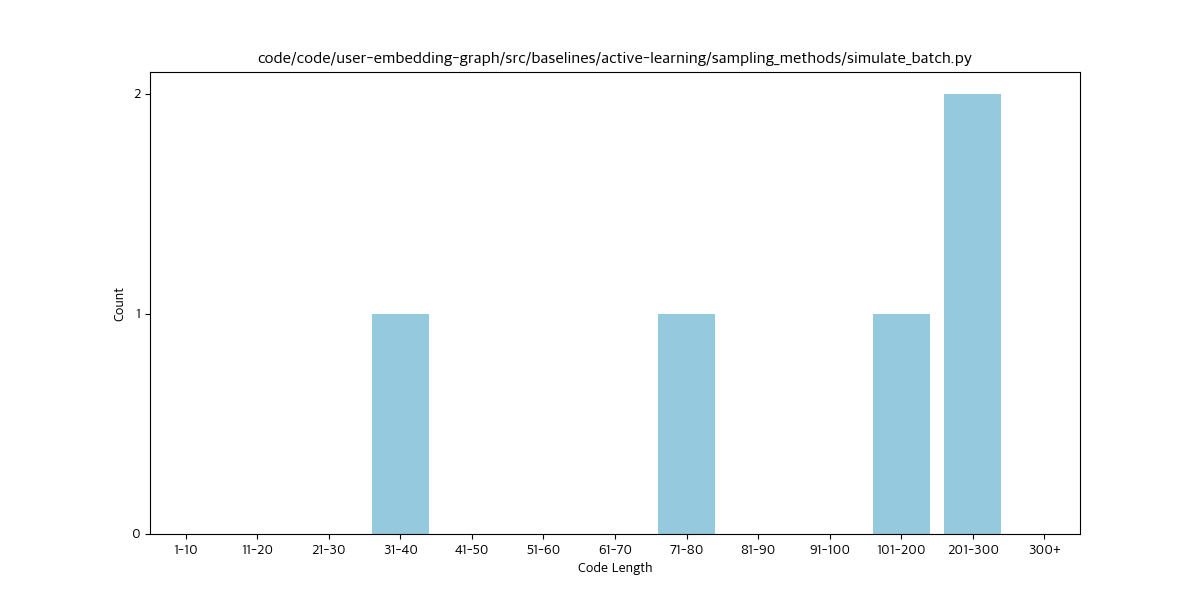 code/code/user-embedding-graph/src/baselines/active-learning/sampling_methods/simulate_batch.py
2
1
0
Count
1-10 11-20 21-30 31-40 41-50 51-60 61-70 71-80 81-90 91-100 101-200 201-300 300+
Code Length